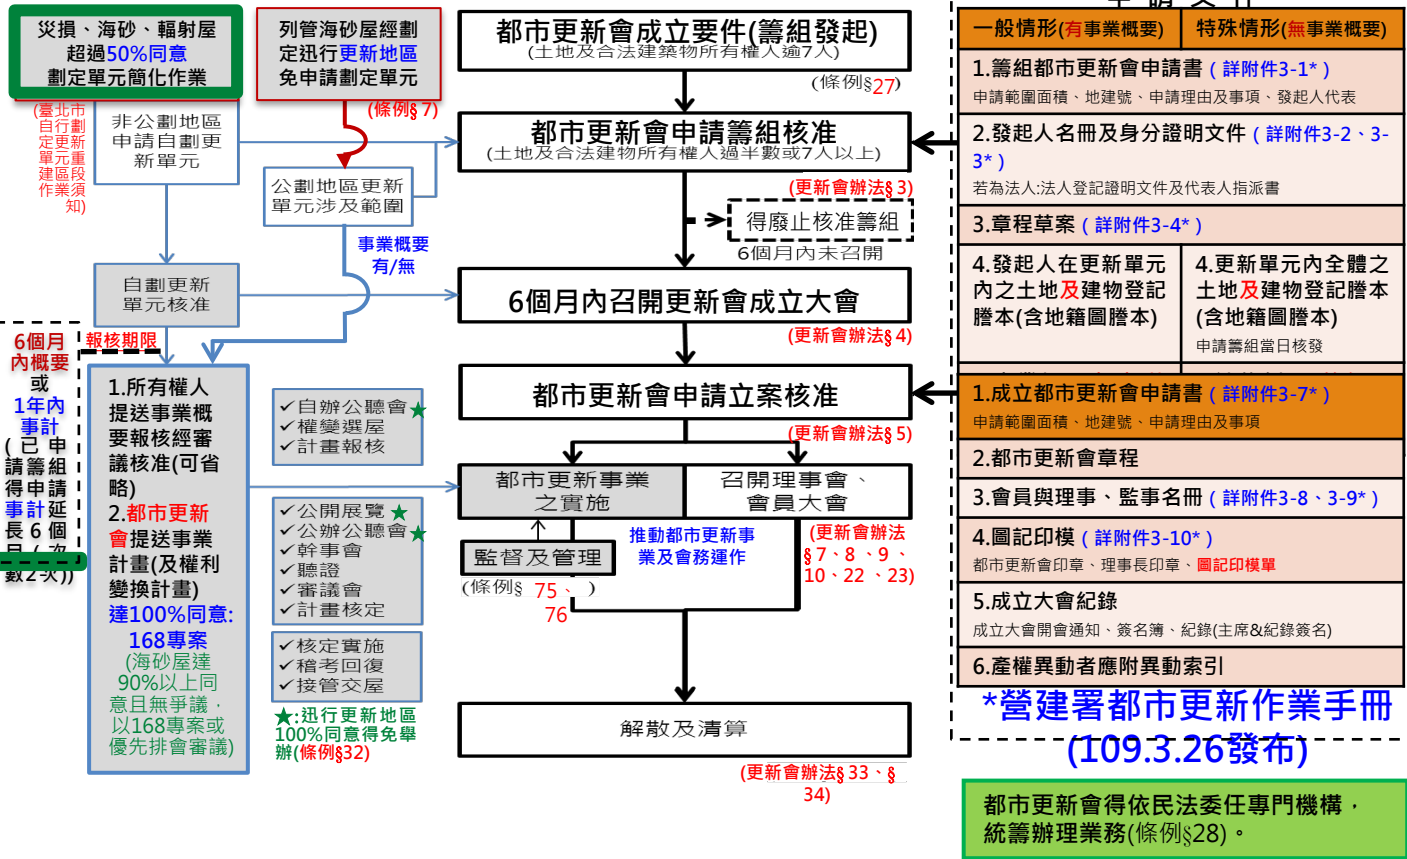 災損、海砂、輻射屋
超過50%同意
劃定單元簡化作業
列管海砂屋經劃
定迅行更新地區
免申請劃定單元
(條例§ 7)
(臺北市
自行劃
定更新
單元重
建區段
作業須
知)
非公劃地區
申請自劃更
新單元
公劃地區更新
單元涉及範圍
事業概要
有/無
自劃更新
單元核准
報核期限
6個月
內概要
或
1年內
事計
(已申
請籌組
得申請
事計延
長6個
數2次))
1.所有權人
提送事業概
要報核經審
議核准(可省
略)
2.都市更新
會提送事業
計畫(及權利
變換計畫)
達100%同意:
168專案
(海砂屋達
90%以上同
意且無爭議，
以168專案或
優先排會審議)
✓自辦公聽會★
✓權變選屋
✓計畫報核
✓公開展覽★
✓公辦公聽會★
✓幹事會
✓聽證
✓審議會
✓計畫核定
✓核定實施
✓稽考回復
✓接管交屋
★:迅行更新地區
100%同意得免舉
辦(條例§32)
都市更新會成立要件(籌組發起)
(土地及合法建築物所有權人逾7人)
(條例§27)
都市更新會申請籌組核准
(土地及合法建物所有權人過半數或7人以上)
(更新會辦法§ 3)
得廢止核准籌組
6個月內未召開
6個月內召開更新會成立大會
(更新會辦法§ 4)
都市更新會申請立案核准
(更新會辦法§ 5)
都市更新事業
之實施
召開理事會、
會員大會
監督及管理
(條例§ 75、
76)
推動都市更新事
業及會務運作
(更新會辦法
§ 7、8 、9 、
10、22 、23)
解散及清算
(更新會辦法§ 33、§
34)
申請文件
一般情形(有事業概要)
特殊情形(無事業概要)
1.籌組都市更新會申請書（詳附件3-1*）
申請範圍面積、地建號、申請理由及事項、發起人代表
2.發起人名冊及身分證明文件（詳附件3-2、3-
3*）
若為法人:法人登記證明文件及代表人指派書
3.章程草案（詳附件3-4*）
4.發起人在更新單元
內之土地及建物登記
謄本(含地籍圖謄本)
4.更新單元內全體之
土地及建物登記謄本
(含地籍圖謄本)
申請籌組當日核發
1.成立都市更新會申請書（詳附件3-7*）
申請範圍面積、地建號、申請理由及事項
2.都市更新會章程
3.會員與理事、監事名冊（詳附件3-8、3-9*）
4.圖記印模（詳附件3-10*）
都市更新會印章、理事長印章、圖記印模單
5.成立大會紀錄
成立大會開會通知、簽名簿、紀錄(主席&紀錄簽名)
6.產權異動者應附異動索引
*營建署都市更新作業手冊
(109.3.26發布)
都市更新會得依民法委任專門機構，
統籌辦理業務(條例§28)。